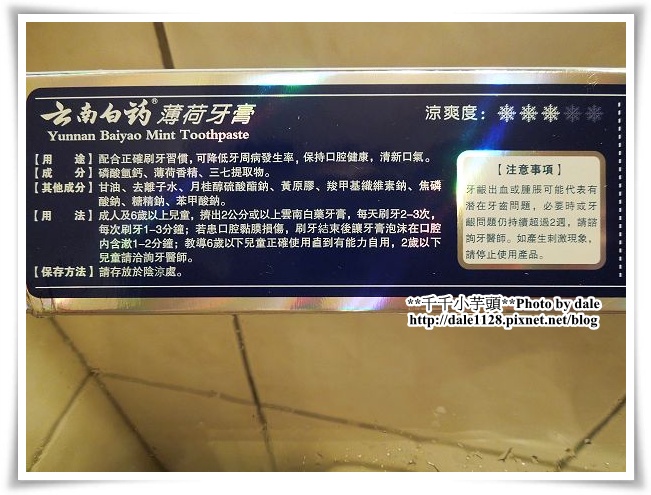 云南白药® 薄荷牙膏
Yunnan Baiyao Mint Toothpaste
涼爽度：
【用　途】配合正確刷牙習慣，可降低牙周病發生率，保持口腔健康，清新口氣。
【成　分】磷酸氫鈣、薄荷香精、三七提取物。
【其他成分】甘油、去離子水、月桂醇硫酸酯鈉、黃原膠、羧甲基纖維素鈉、焦磷
酸鈉、糖精鈉、苯甲酸鈉。
【用　法】成人及6歲以上兒童，擠出2公分或以上雲南白藥牙膏，每天刷牙2-3次，
每次刷牙1-3分鐘；若患口腔黏膜損傷，刷牙結束後讓牙膏泡沫在口腔
內含漱1-2分鐘；教導6歲以下兒童正確使用直到有能力自用，2歲以下
兒童請洽詢牙醫師。
【保存方法】請存放於陰涼處。
【注意事項】
牙齦出血或腫脹可能代表有
潛在牙齒問題，必要時或牙
齦問題仍持續超過2週，請諮
詢牙醫師。如產生刺激現象，
請停止使用產品。
**千千小芋頭**Photo by dale
http://dale1128.pixnet.net/blog